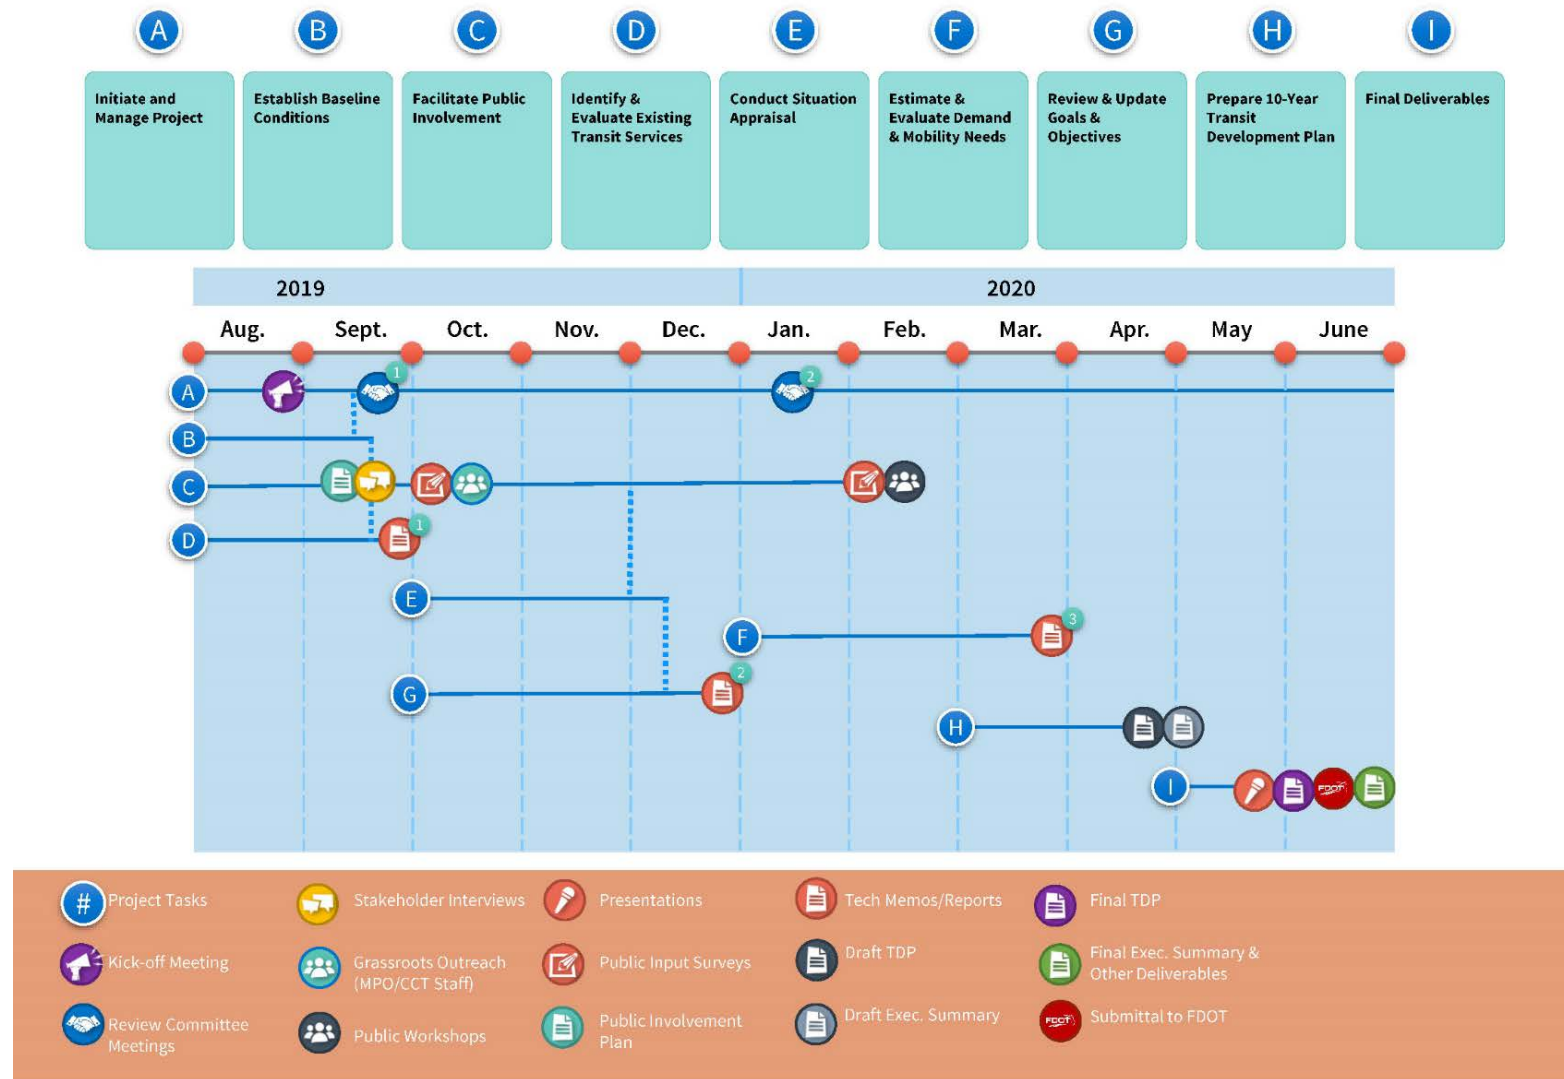 A
B
C
D
E
F
G
H
I
Initiate and
Manage Project
Establish Baseline
Conditions
Facilitate Public
Involvement
Identify &
Evaluate Existing
Transit Services
Conduct Situation
Appraisal
Estimate &
Evaluate Demand
& Mobility Needs
Review & Update
Goals &
Objectives
Prepare 10-Year
Transit
Development Plan
Final Deliverables
2019
2020
Aug.
Sept.
Oct.
Nov.
Dec.
Jan.
Feb.
Mar.
Apr.
May
June
A
1
2
B
C
D
1
E
F
3
G
2
H
I
FDOT
# Project Tasks
Kick-off Meeting
Review Committee
Meetings
Stakeholder Interviews
Grassroots Outreach
(MPO/CCT Staff)
Public Workshops
Presentations
Public Input Surveys
Public Involvement
Plan
Tech Memos/Reports
Draft TDP
Draft Exec. Summary
Final TDP
Final Exec. Summary &
Other Deliverables
FDOT Submittal to FDOT